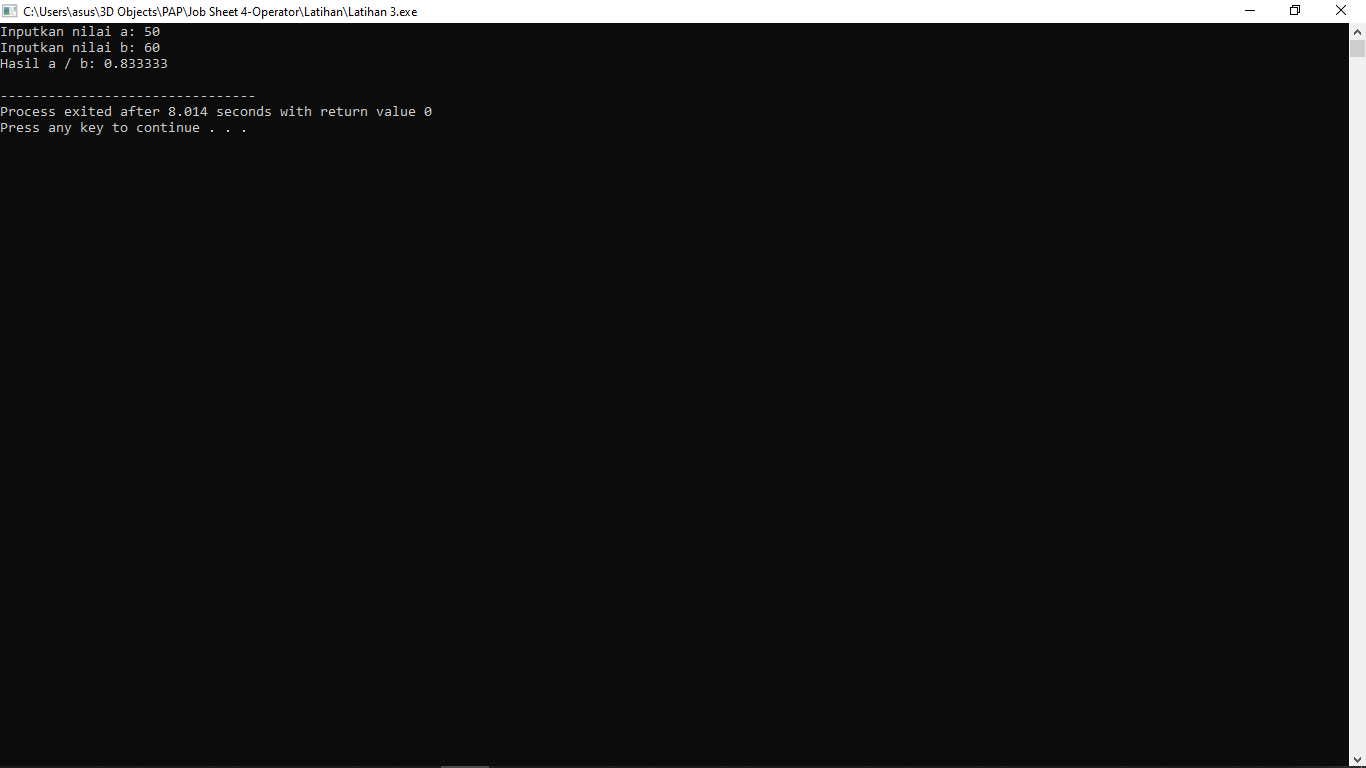 C:\Users\asus\3D Objects\PAP\Job Sheet 4-Operator\Latihan\Latihan 3.exe
Inputkan nilai a: 50
Inputkan nilai b: 60
Hasil a / b: 0.833333
--------------------------------
Process exited after 8.014 seconds with return value 0
Press any key to continue . . .